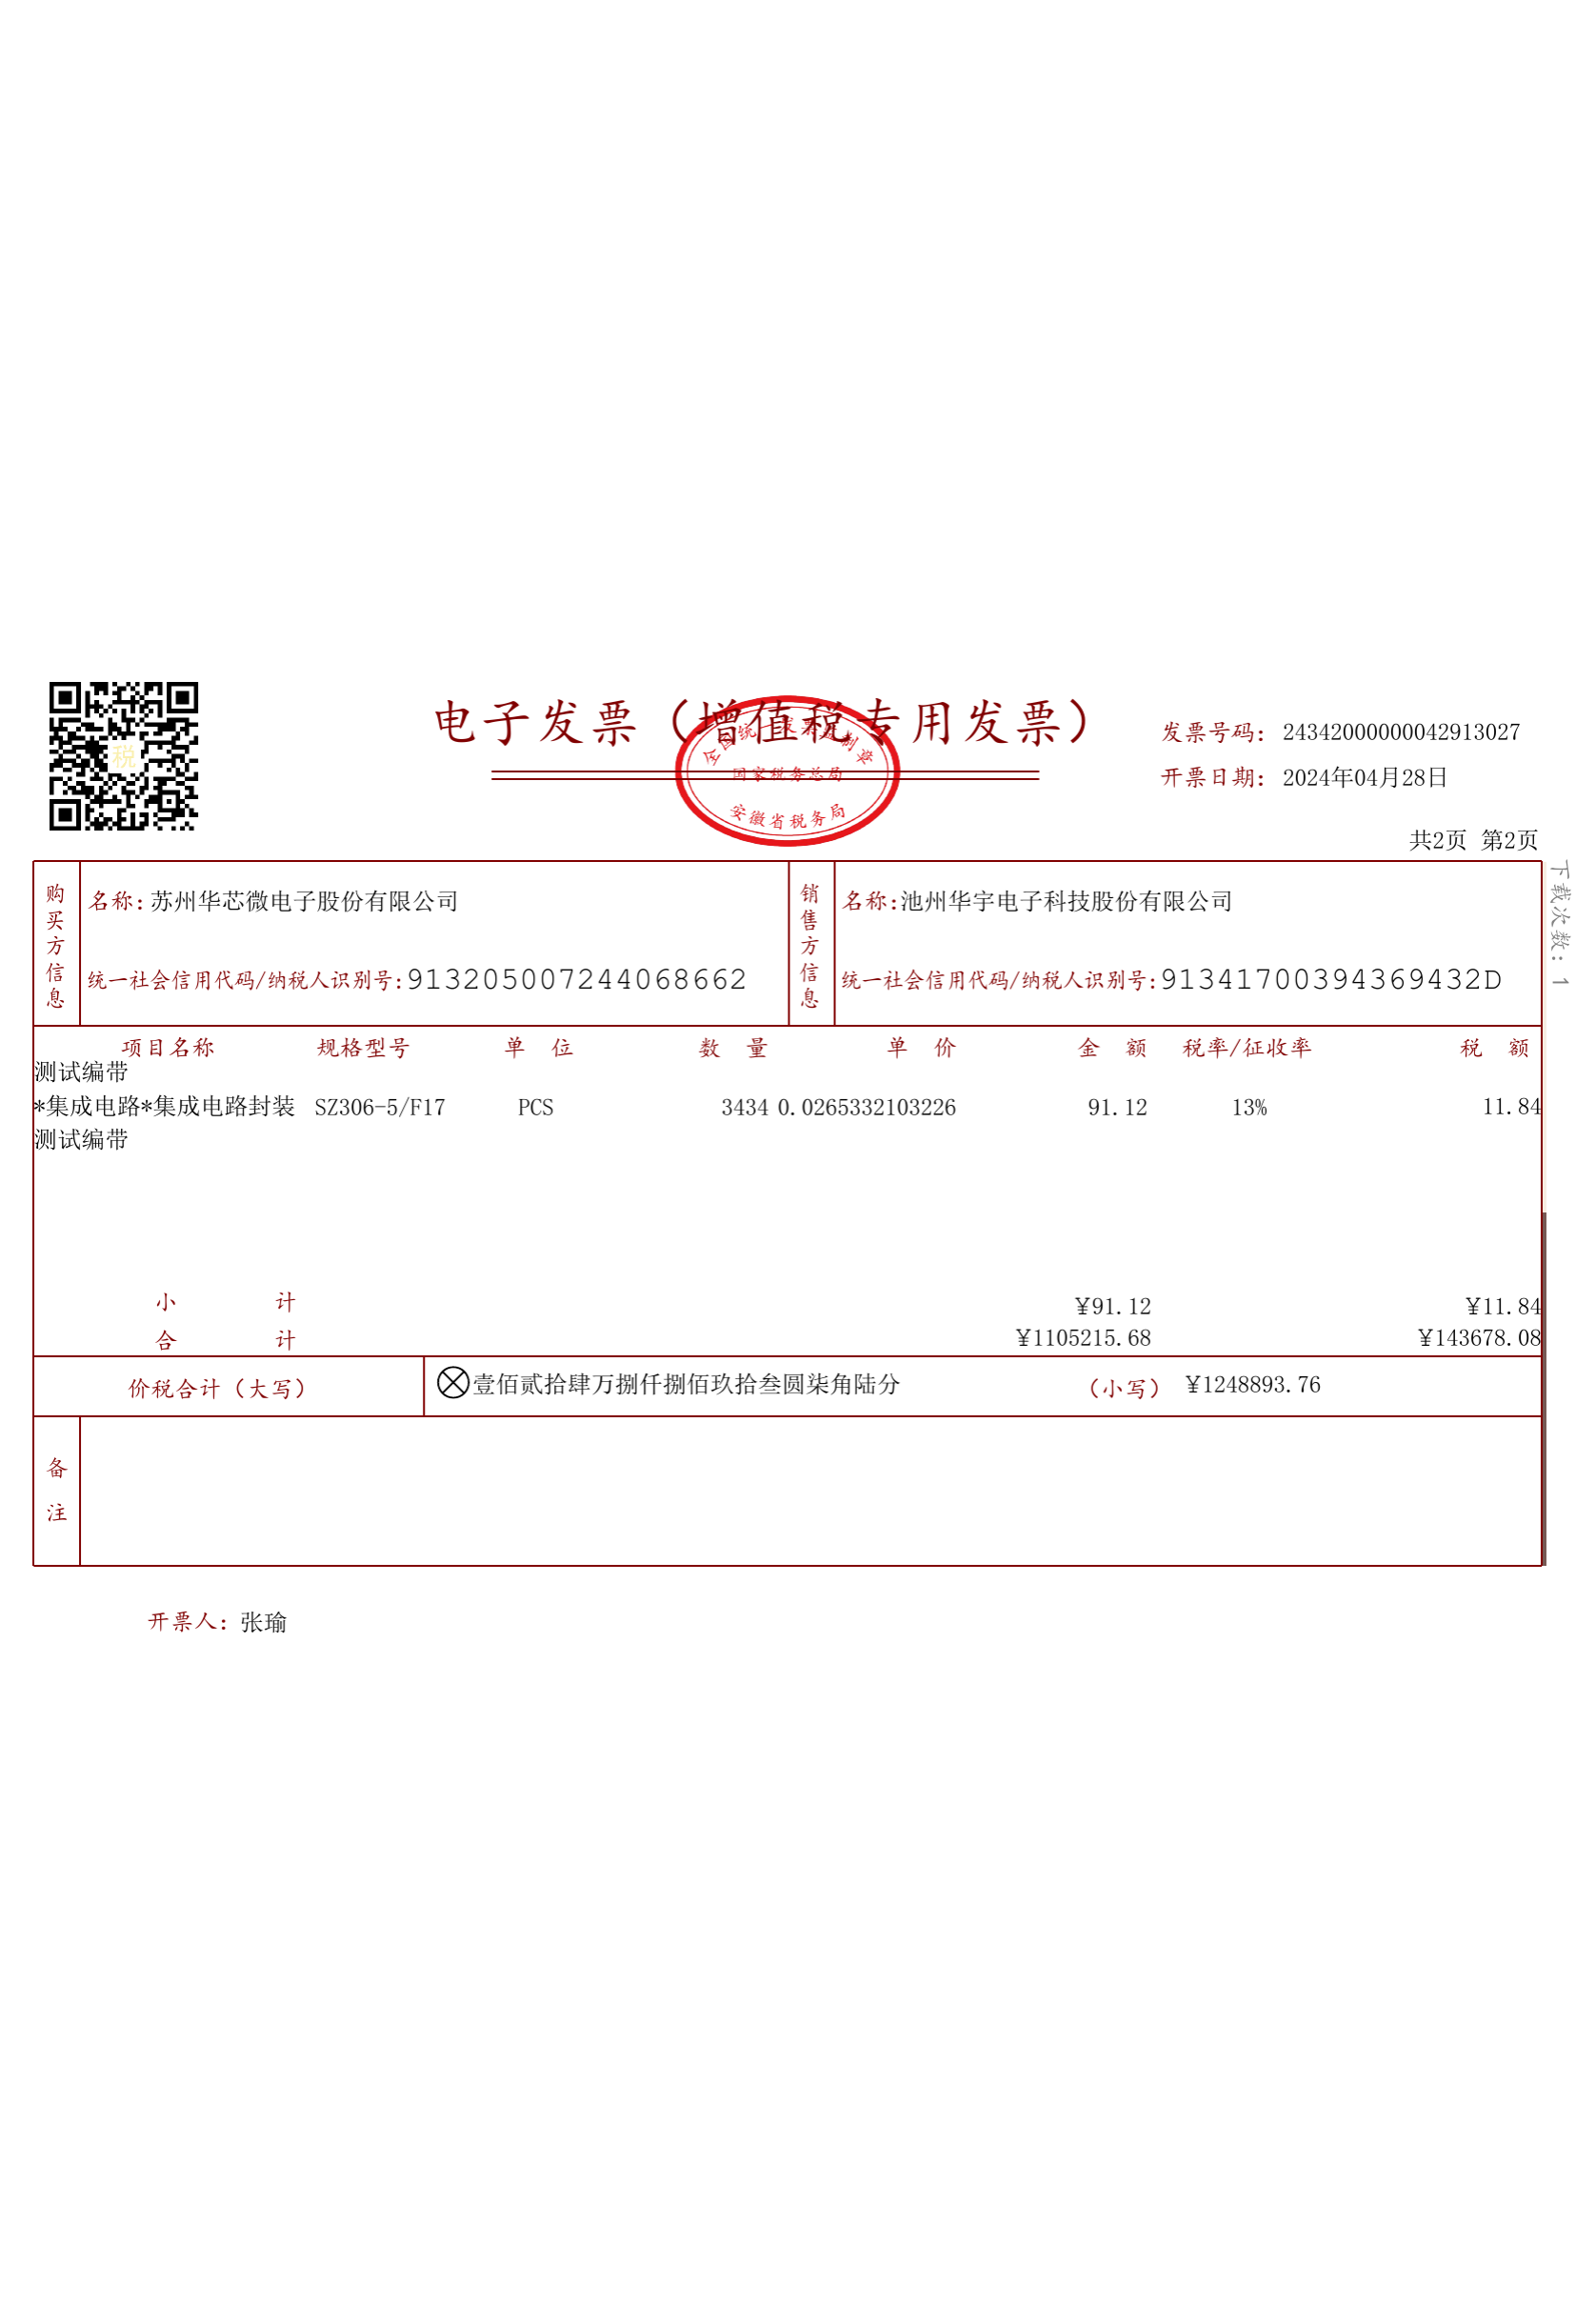 税
电子发票（增值税专用发票）
全国统一发票监制章
国家税务总局
安徽省税务局
发票号码：24342000000042913027
开票日期：2024年04月28日
共2页 第2页
下载次数：1
购买方信息
名称：苏州华芯微电子股份有限公司
统一社会信用代码/纳税人识别号：913205007244068662
销售方信息
名称：池州华宇电子科技股份有限公司
统一社会信用代码/纳税人识别号：91341700394369432D
项目名称 规格型号 单 位 数 量 单 价 金 额 税率/征收率 税 额
测试编带
*集成电路*集成电路封装 SZ306-5/F17 PCS 3434 0.0265332103226 91.12 13% 11.84
测试编带
小 计 ¥91.12 ¥11.84
合 计 ¥1105215.68 ¥143678.08
价税合计（大写） ⊗壹佰贰拾肆万捌仟捌佰玖拾叁圆柒角陆分 （小写） ¥1248893.76
备注
开票人：张瑜